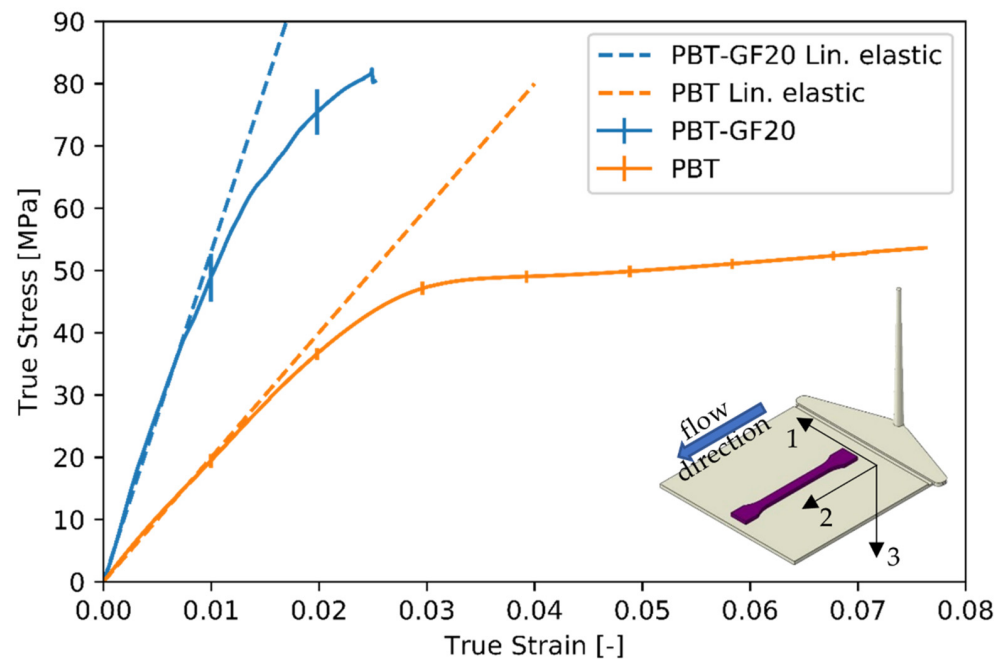 90
80
70
60
50
40
30
20
10
0
True Stress [MPa]
PBT-GF20 Lin. elastic
PBT Lin. elastic
PBT-GF20
PBT
flow
direction
1
2
3
0.00 0.01 0.02 0.03 0.04 0.05 0.06 0.07 0.08
True Strain [-]